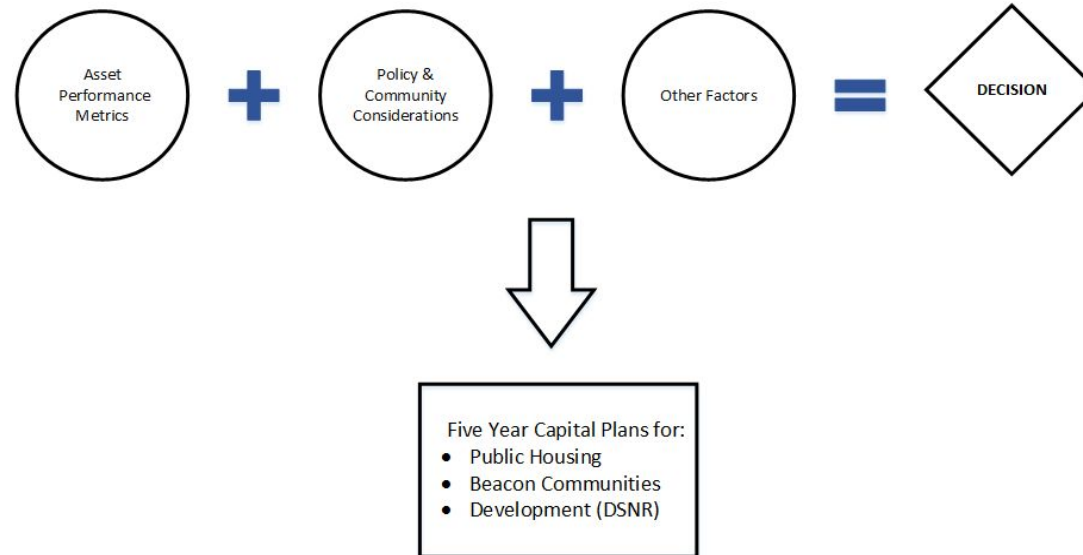 Asset
Performance
Metrics
Policy &
Community
Considerations
Other Factors
DECISION
Five Year Capital Plans for:
• Public Housing
• Beacon Communities
• Development (DSNR)